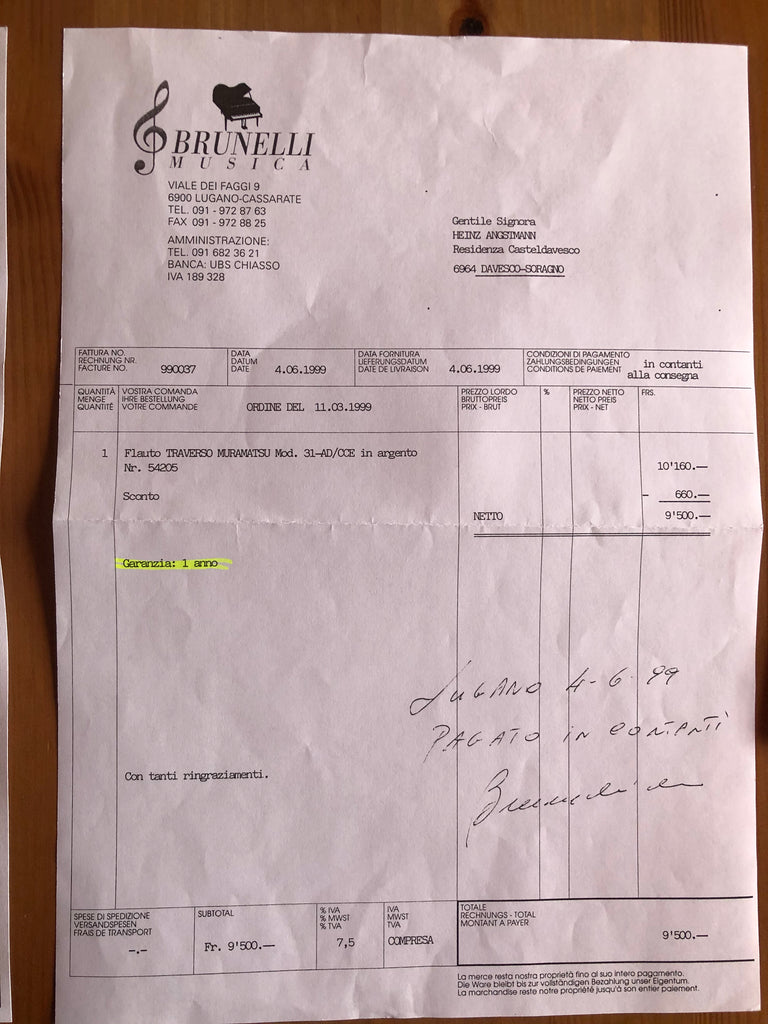 BRUNELLI
MUSICA
VIALE DEI FAGGI 9
6900 LUGANO-CASSARATE
TEL. 091 - 972 87 63
FAX 091 - 972 88 25
AMMINISTRAZIONE:
TEL. 091 682 36 21
BANCA: UBS CHIASSO
IVA 189 328
Gentile Signora
HEINZ ANGSTMANN
Residenza Casteldavesco
6964 DAVESCO-SORAGNO
FATTURA NO.
RECHNUNG NR.
FACTURE NO.
990037
DATA
DATUM
DATE
4.06.1999
DATA FORNITURA
LIEFERUNGSDATUM
DATE DE LIVRAISON
4.06.1999
CONDIZIONI DI PAGAMENTO
ZAHLUNGSBEDINGUNGEN
CONDITIONS DE PAIEMENT
in contanti
alla consegna
QUANTITÀ
MENGE
QUANTITÉ
VOSTRA COMANDA
IHRE BESTELLUNG
VOTRE COMMANDE
ORDINE DEL 11.03.1999
PREZZO LORDO
BRUTTOPREIS
PRIX - BRUT
%
PREZZO NETTO
NETTO PREIS
PRIX - NET
FRS.
1 Flauto TRAVERSO MURAMATSU Mod. 31-AD/CCE in argento
Nr. 54205
10'160.—
Sconto - 660.—
NETTO 9'500.—
Garanzia: 1 anno
LUGANO 4-6-99
PAGATO IN CONTANTI
Con tanti ringraziamenti.
SPESE DI SPEDIZIONE
VERSANDSPESEN
FRAIS DE TRANSPORT
-.-
SUBTOTAL
Fr. 9'500.—
% IVA
% MWST
% TVA
7,5
IVA
MWST
TVA
COMPRESA
TOTALE
RECHNUNGS - TOTAL
MONTANT A PAYER
9'500.—
La merce resta nostra proprietà fino al suo intero pagamento.
Die Ware bleibt bis zur vollständigen Bezahlung unser Eigentum.
La marchandise reste notre propriété jusqu'à son entier paiement.